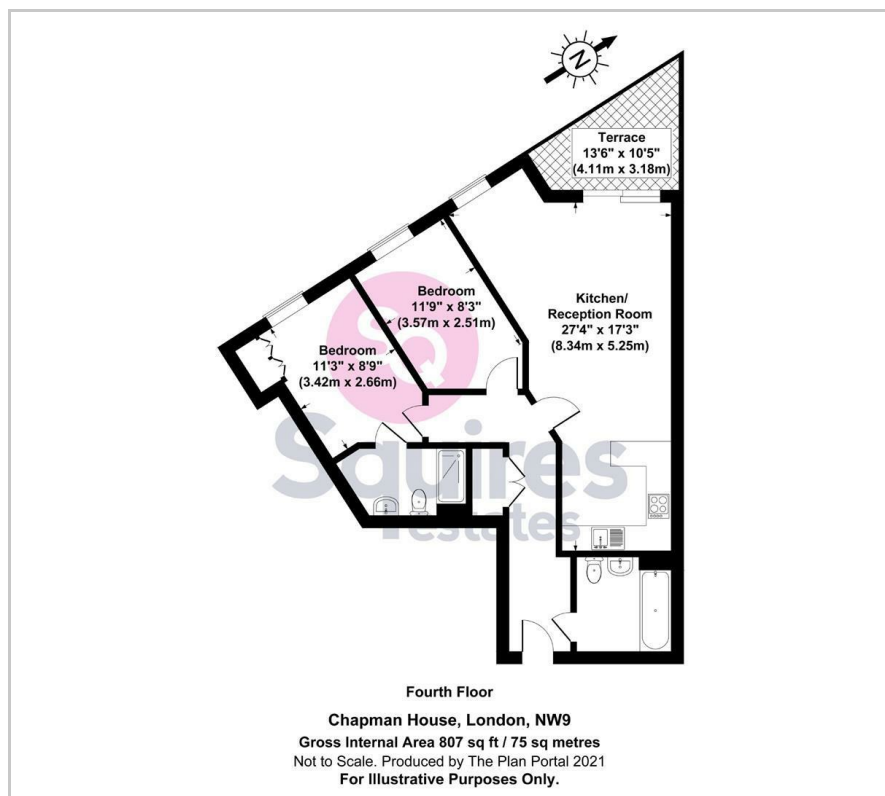 N
Terrace
13'6" x 10'5"
(4.11m x 3.18m)
Bedroom
11'9" x 8'3"
(3.57m x 2.51m)
Kitchen/
Reception Room
27'4" x 17'3"
(8.34m x 5.25m)
Bedroom
11'3" x 8'9"
(3.42m x 2.66m)
SQ
Squires
estates
Fourth Floor
Chapman House, London, NW9
Gross Internal Area 807 sq ft / 75 sq metres
Not to Scale. Produced by The Plan Portal 2021
For Illustrative Purposes Only.